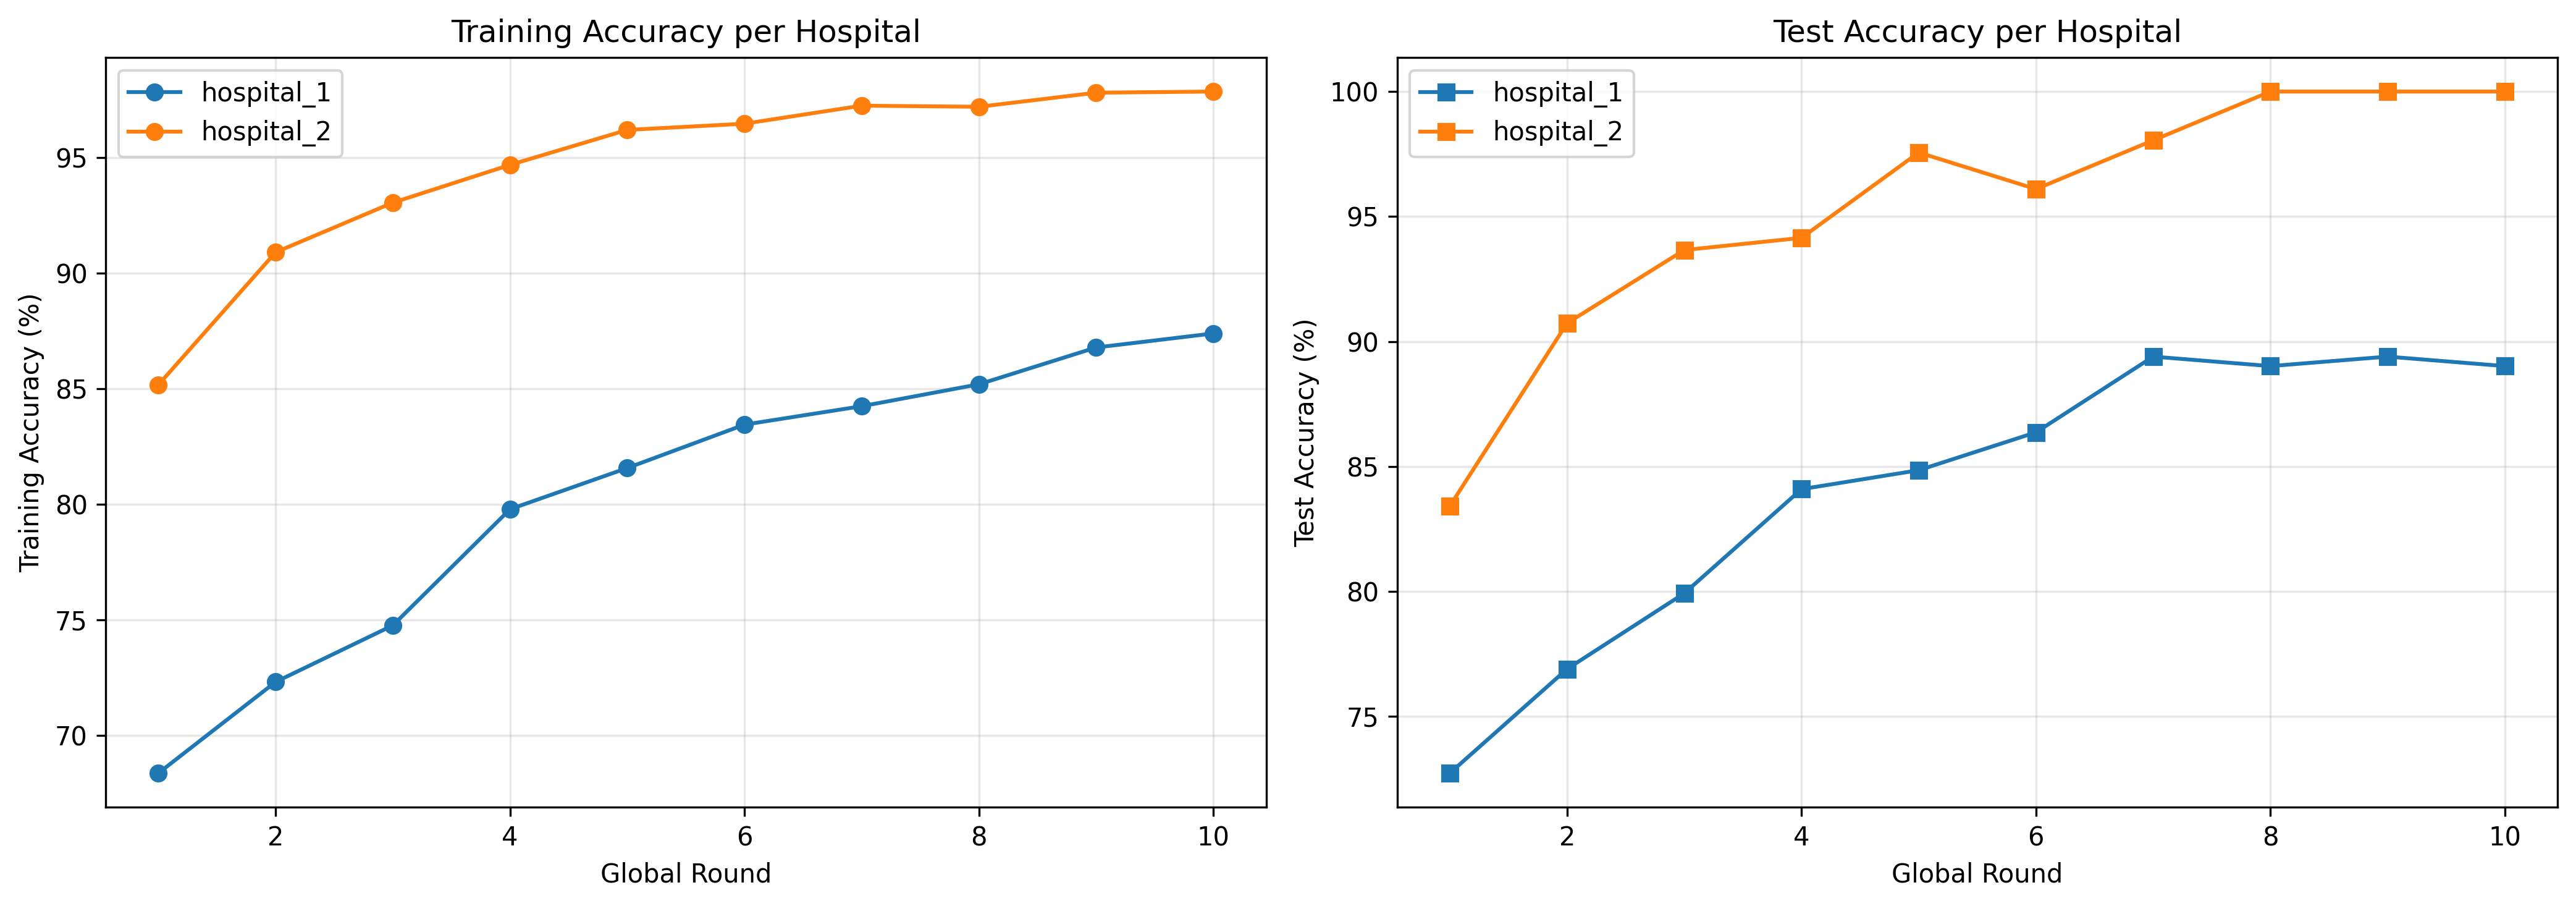 Training Accuracy per Hospital
hospital_1
hospital_2
95
90
85
80
75
70
Training Accuracy (%)
2 4 6 8 10
Global Round
Test Accuracy per Hospital
hospital_1
hospital_2
100
95
90
85
80
75
Test Accuracy (%)
2 4 6 8 10
Global Round